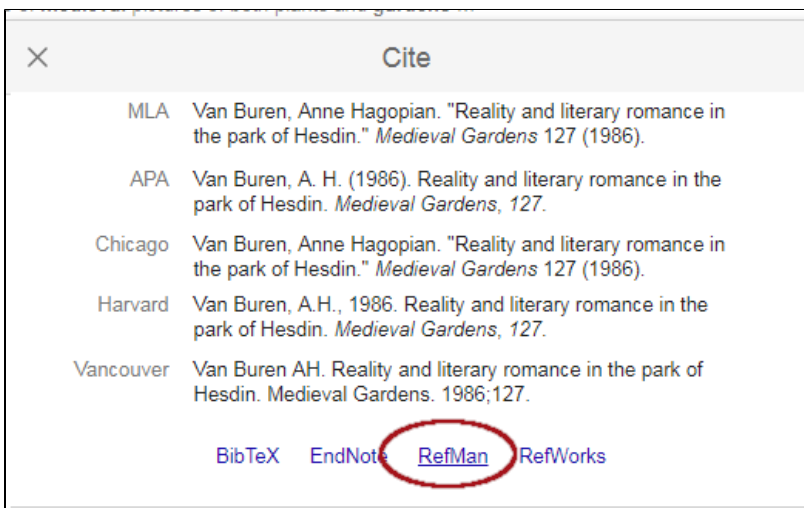 Cite
MLA Van Buren, Anne Hagopian. "Reality and literary romance in
the park of Hesdin." Medieval Gardens 127 (1986).
APA Van Buren, A. H. (1986). Reality and literary romance in the
park of Hesdin. Medieval Gardens, 127.
Chicago Van Buren, Anne Hagopian. "Reality and literary romance in
the park of Hesdin." Medieval Gardens 127 (1986).
Harvard Van Buren, A.H., 1986. Reality and literary romance in the
park of Hesdin. Medieval Gardens, 127.
Vancouver Van Buren AH. Reality and literary romance in the park of
Hesdin. Medieval Gardens. 1986;127.
BibTeX EndNote RefMan RefWorks